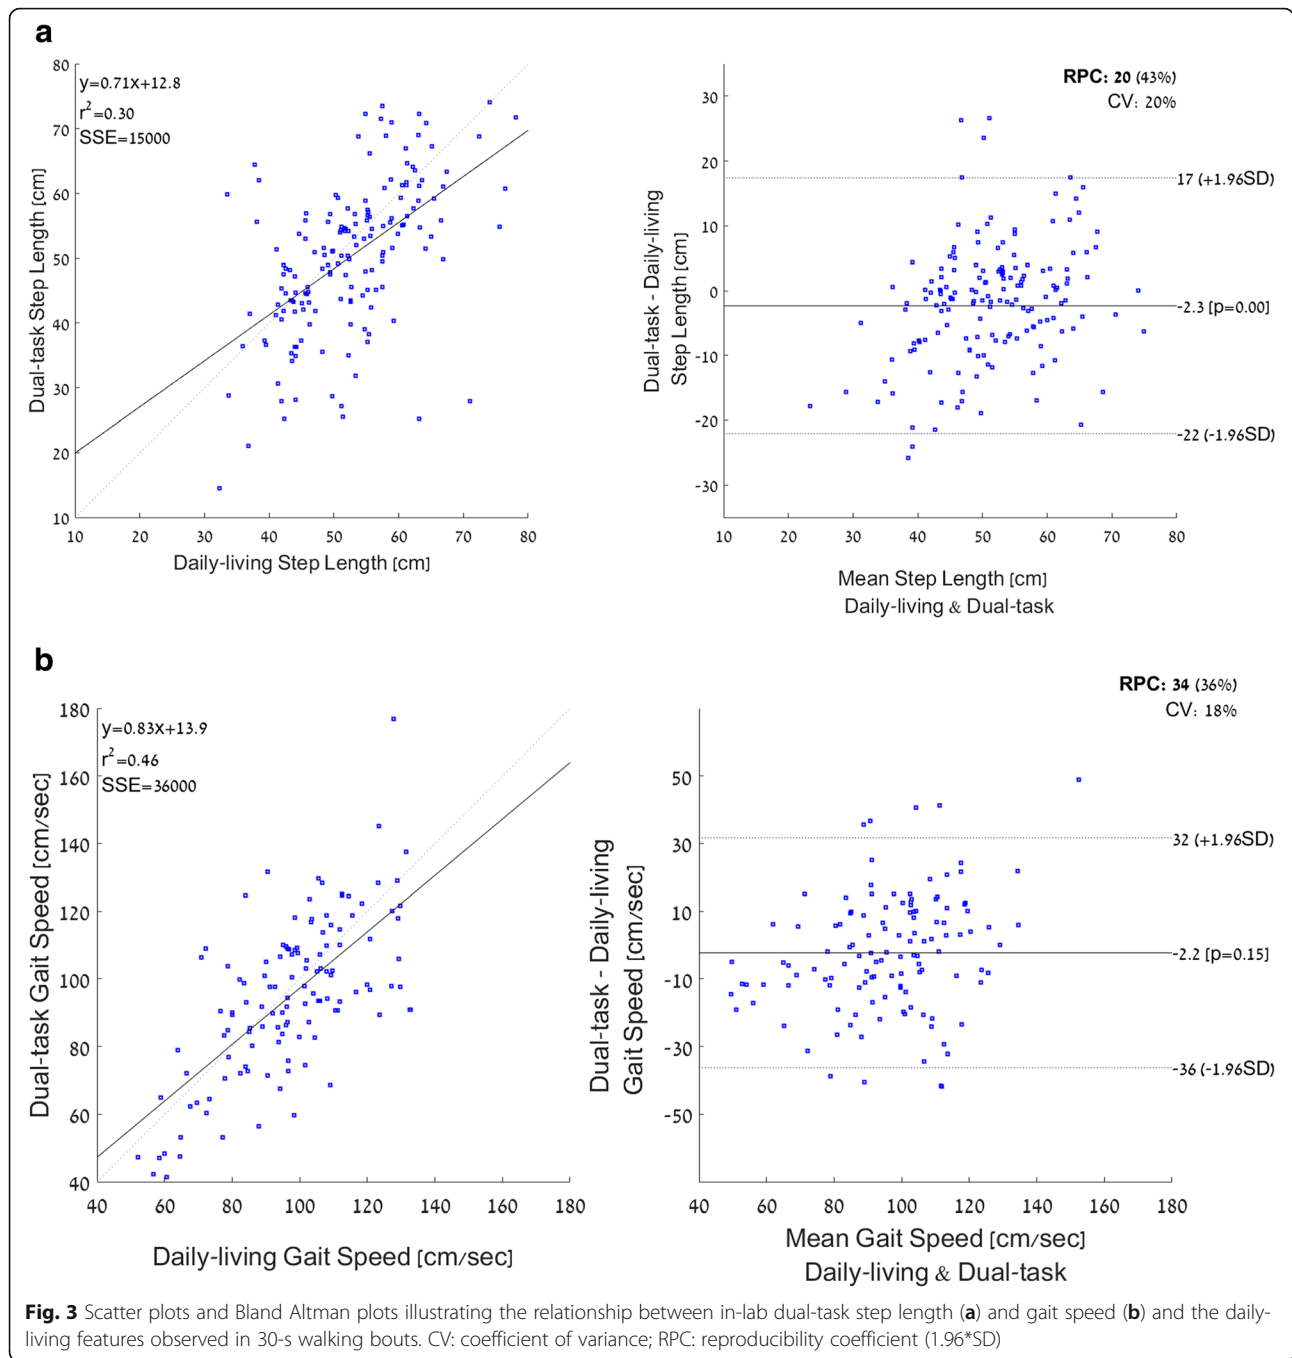 a
y=0.71x+12.8
r2=0.30
SSE=15000
80
70
60
50
40
30
20
10
Dual-task Step Length [cm]
10 20 30 40 50 60 70 80
Daily-living Step Length [cm]
RPC: 20 (43%)
CV: 20%
30
20
10
0
-10
-20
-30
Dual-task - Daily-living
Step Length [cm]
17 (+1.96SD)
-2.3 [p=0.00]
-22 (-1.96SD)
10 20 30 40 50 60 70 80
Mean Step Length [cm]
Daily-living & Dual-task
b
y=0.83x+13.9
r2=0.46
SSE=36000
180
160
140
120
100
80
60
40
Dual-task Gait Speed [cm/sec]
40 60 80 100 120 140 160 180
Daily-living Gait Speed [cm/sec]
RPC: 34 (36%)
CV: 18%
50
30
10
-10
-30
-50
Dual-task - Daily-living
Gait Speed [cm/sec]
32 (+1.96SD)
-2.2 [p=0.15]
-36 (-1.96SD)
40 60 80 100 120 140 160 180
Mean Gait Speed [cm/sec]
Daily-living & Dual-task
Fig. 3 Scatter plots and Bland Altman plots illustrating the relationship between in-lab dual-task step length (a) and gait speed (b) and the daily-
living features observed in 30-s walking bouts. CV: coefficient of variance; RPC: reproducibility coefficient (1.96*SD)